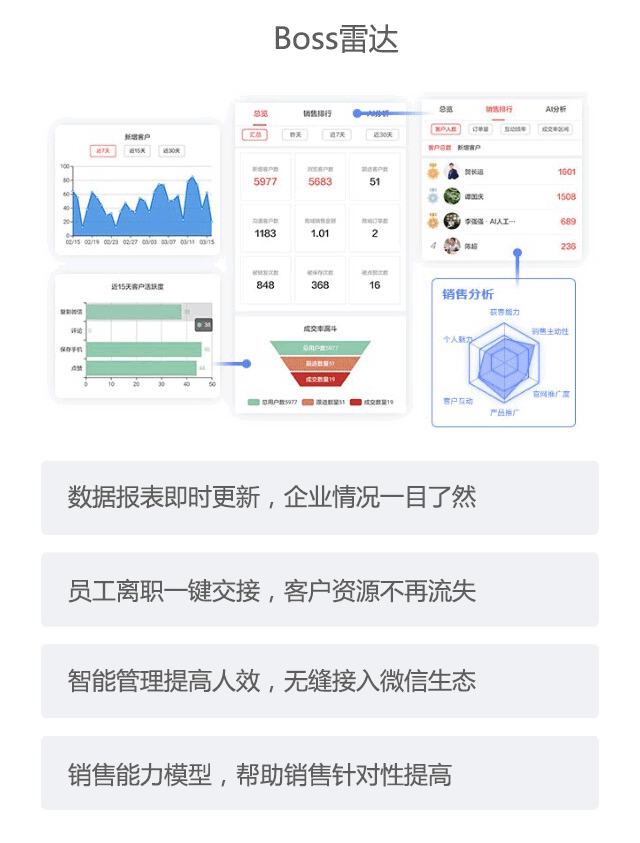 Boss雷达
新增客户
近7天 近15天 近30天
100
80
60
40
20
0
02/15 02/19 02/23 02/27 03/03 03/07 03/11 03/15
近15天客户活跃度
复制微信
评论 0
保存手机
点赞
38
0 10 20 30 40 50
总览 销售排行 AI分析
汇总 昨天 近7天 近30天
新增客户数 浏览客户数 跟进客户数
5977 5683 51
沟通客户数 商城销售金额 商城订单数
1183 1.01 2
被转发次数 被保存次数 被点赞次数
848 368 16
成交率漏斗
总用户数5977
跟进数量51
成交数量19
总用户数5977 跟进数量51 成交数量19
总览 销售排行 AI分析
客户人数 订单量 互动频率 成交率区间
客户总数 新增客户
贺长运 1601
谭国庆 1508
李强强·AI人工… 689
4 陈超 236
销售分析
获客能力
销售主动性
个人魅力
官网推广度
客户互动
产品推广
数据报表即时更新，企业情况一目了然
员工离职一键交接，客户资源不再流失
智能管理提高人效，无缝接入微信生态
销售能力模型，帮助销售针对性提高